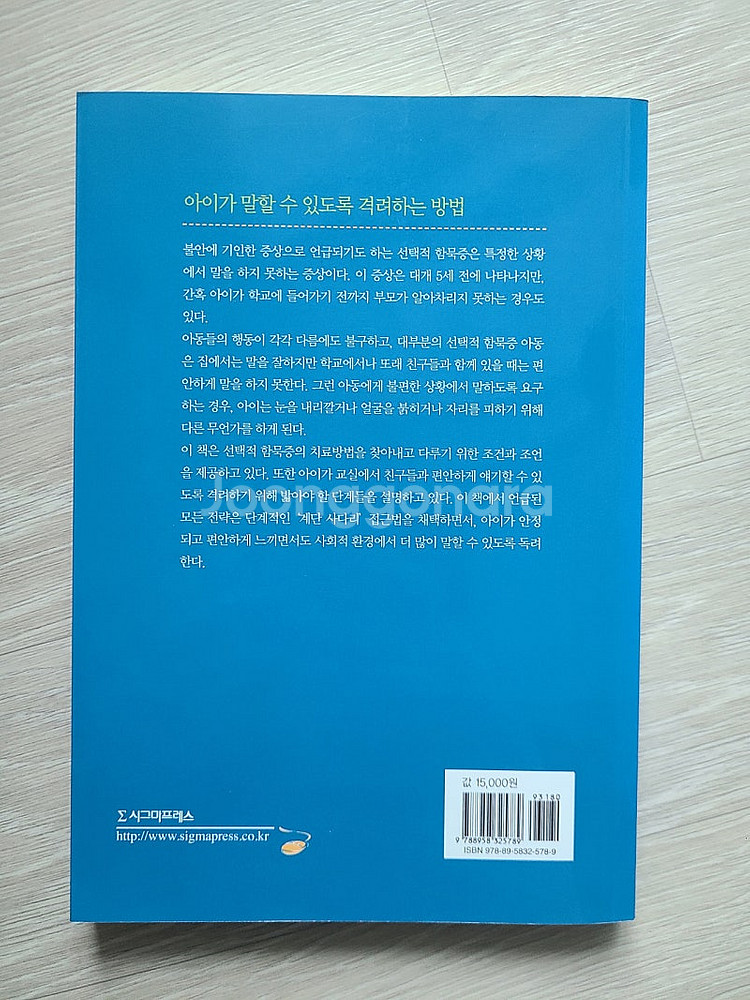 아이가 말할 수 있도록 격려하는 방법
불안에 기인한 증상으로 언급되기도 하는 선택적 함묵증은 특정한 상황
에서 말을 하지 못하는 증상이다. 이 증상은 대개 5세 전에 나타나지만,
간혹 아이가 학교에 들어가기 전까지 부모가 알아차리지 못하는 경우도
있다.
아동들의 행동이 각각 다름에도 불구하고, 대부분의 선택적 함묵증 아동
은 집에서는 말을 잘하지만 학교에서나 또래 친구들과 함께 있을 때는 편
안하게 말을 하지 못한다. 그런 아동에게 불편한 상황에서 말하도록 요구
하는 경우, 아이는 눈을 내리깔거나 얼굴을 붉히거나 자리를 피하기 위해
다른 무언가를 하게 된다.
이 책은 선택적 함묵증의 치료방법을 찾아내고 다루기 위한 조건과 조언
을 제공하고 있다. 또한 아이가 교실에서 친구들과 편안하게 얘기할 수 있
도록 격려하기 위해 밟아야 할 단계들을 설명하고 있다. 이 책에서 언급된
모든 전략은 단계적인 '계단 사다리' 접근법을 채택하면서, 아이가 안정
되고 편안하게 느끼면서도 사회적 환경에서 더 많이 말할 수 있도록 독려
한다.
Joonggonara
값 15,000원
93180
9 788958 325789
ISBN 978-89-5832-578-9
Σ 시그마프레스
http://www.sigmapress.co.kr